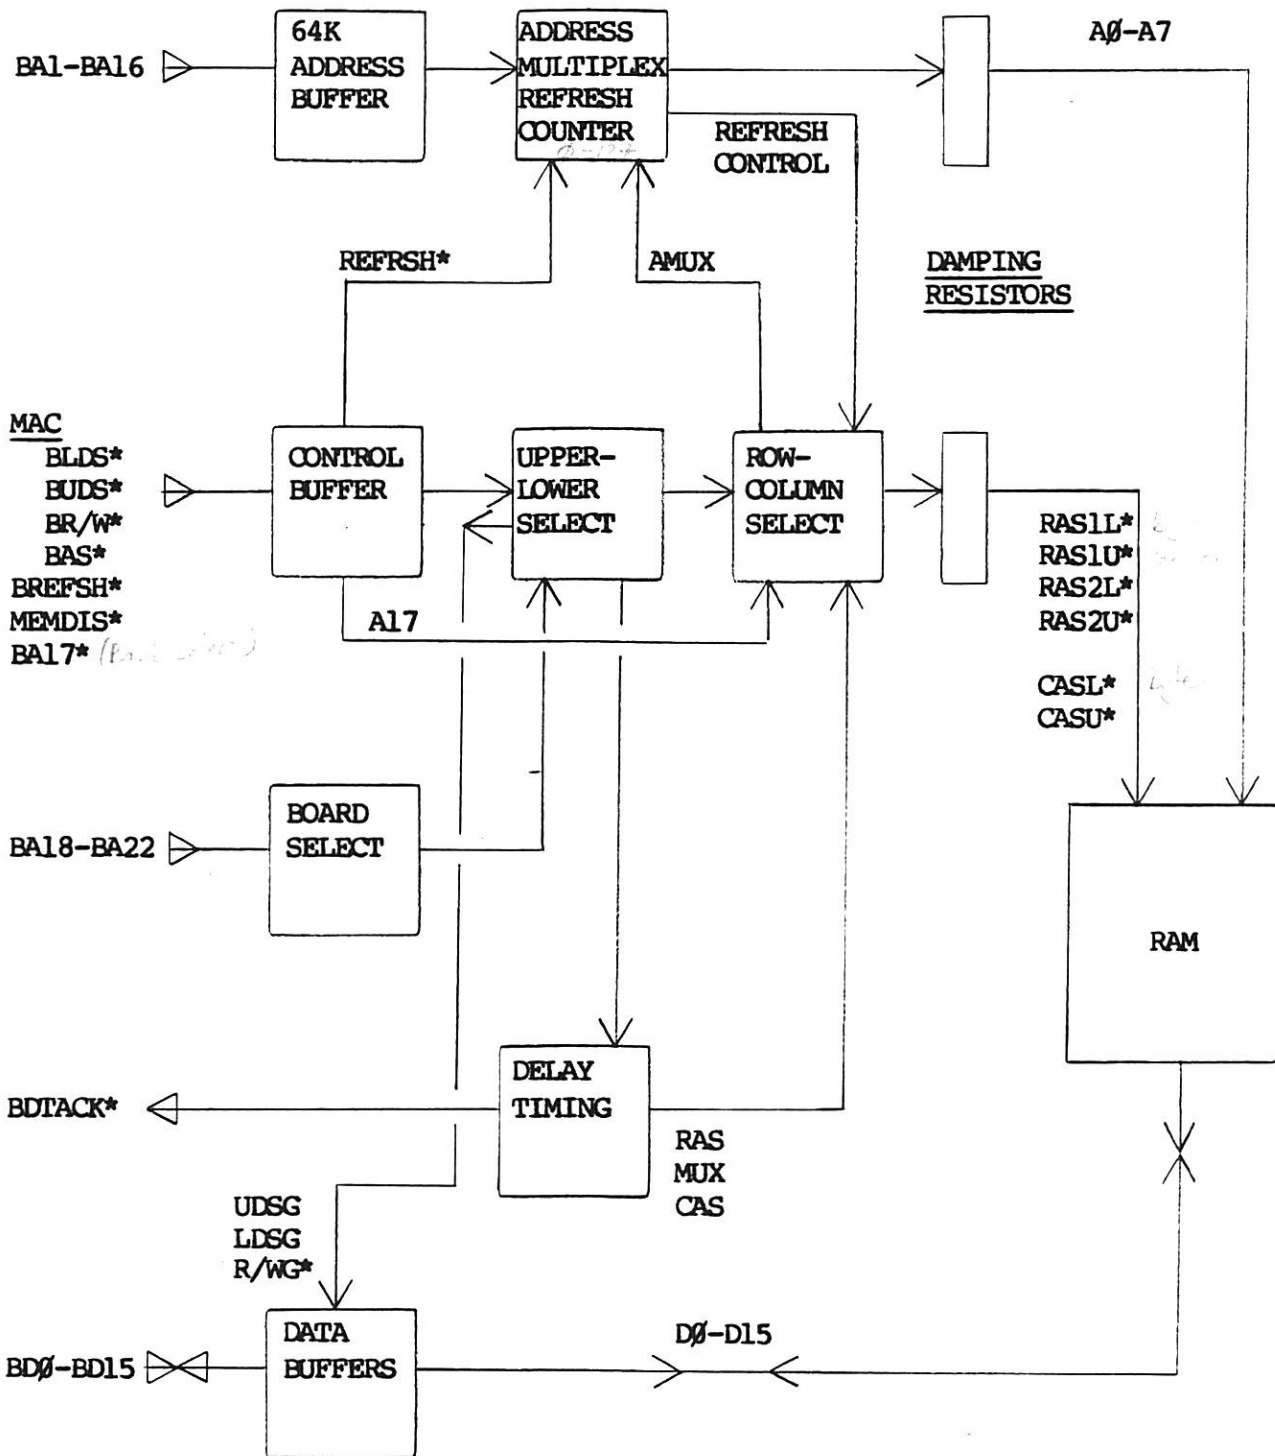 64K
ADDRESS
BUFFER
ADDRESS
MULTIPLEX
REFRESH
COUNTER
AØ-A7
BA1-BA16
REFRESH
CONTROL
REFRSH*
AMUX
DAMPING
RESISTORS
MAC
BLDS*
BUDS*
BR/W*
BAS*
BREFSH*
MEMDIS*
BA17*
CONTROL
BUFFER
UPPER-
LOWER
SELECT
ROW-
COLUMN
SELECT
A17
RAS1L*
RAS1U*
RAS2L*
RAS2U*
CASL*
CASU*
BA18-BA22
BOARD
SELECT
RAM
BDTACK*
DELAY
TIMING
RAS
MUX
CAS
UDSG
LDSG
R/WG*
BDØ-BD15
DATA
BUFFERS
DØ-D15